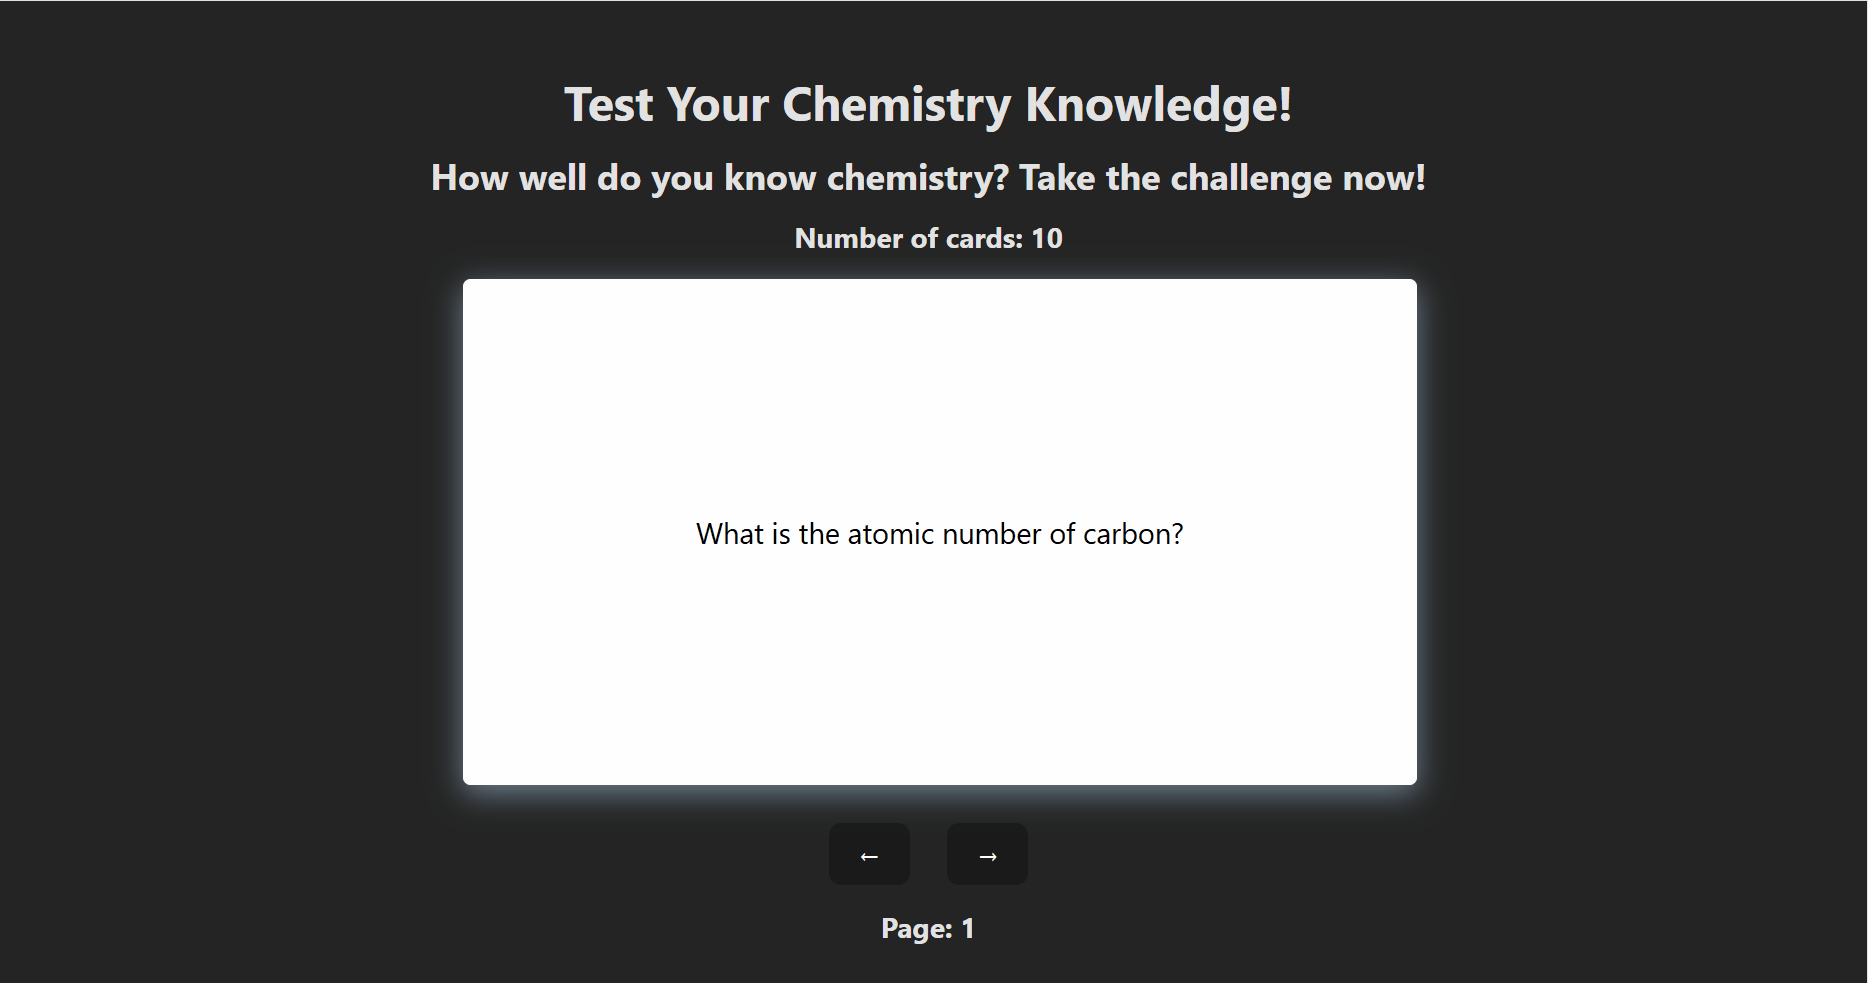 Test Your Chemistry Knowledge!
How well do you know chemistry? Take the challenge now!
Number of cards: 10
What is the atomic number of carbon?
← →
Page: 1